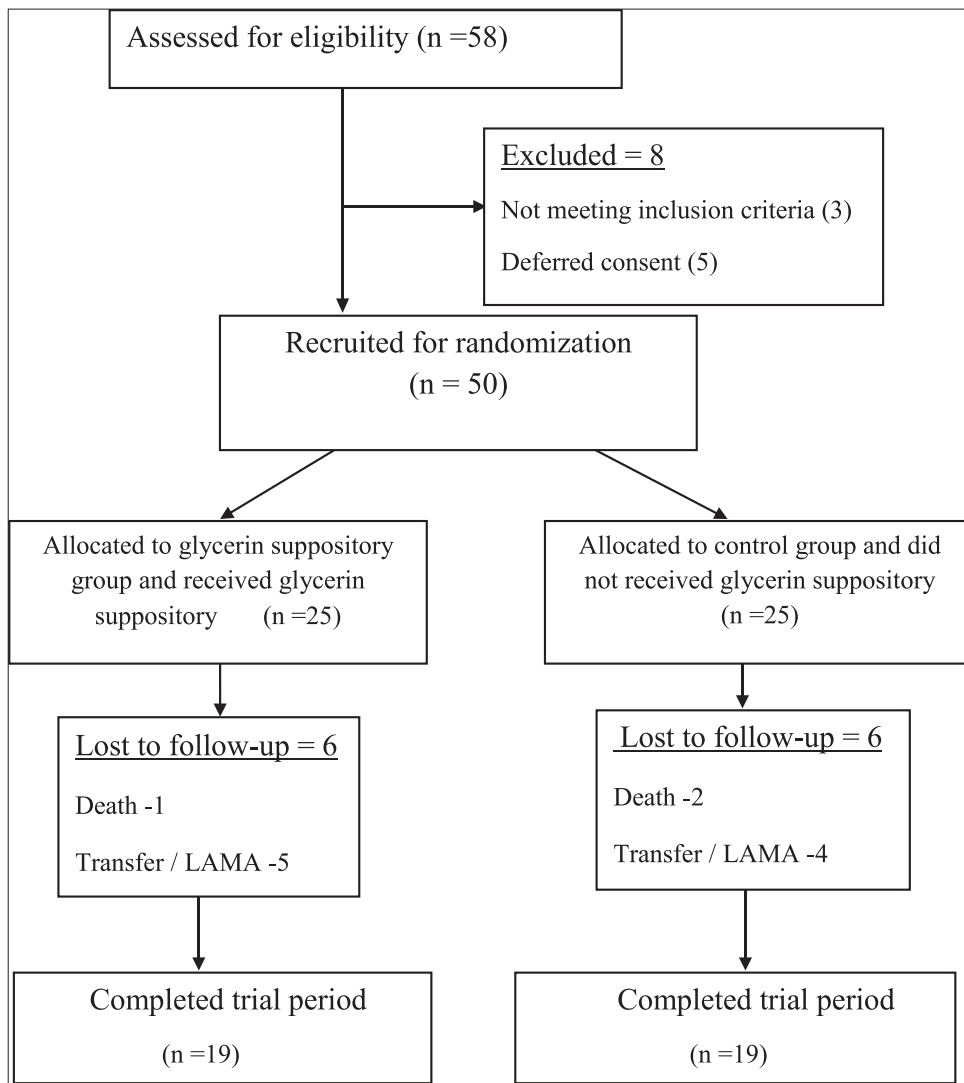 Assessed for eligibility (n =58)
Excluded = 8
Not meeting inclusion criteria (3)
Deferred consent (5)
Recruited for randomization
(n = 50)
Allocated to glycerin suppository
group and received glycerin
suppository (n =25)
Allocated to control group and did
not received glycerin suppository
(n =25)
Lost to follow-up = 6
Death -1
Transfer / LAMA -5
Lost to follow-up = 6
Death -2
Transfer / LAMA -4
Completed trial period
(n =19)
Completed trial period
(n =19)